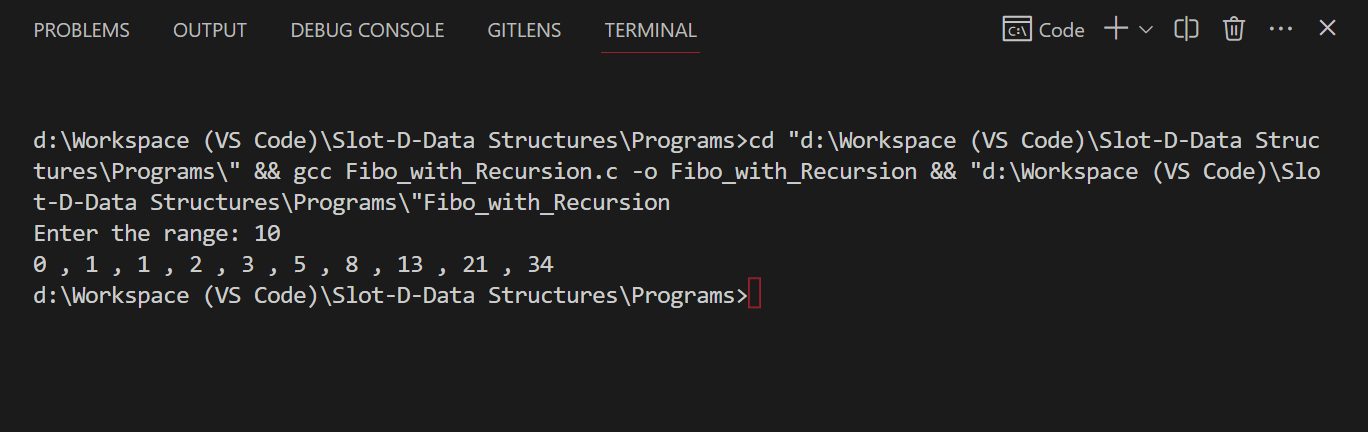 PROBLEMS OUTPUT DEBUG CONSOLE GITLENS TERMINAL C:\ Code
d:\Workspace (VS Code)\Slot-D-Data Structures\Programs>cd "d:\Workspace (VS Code)\Slot-D-Data Struc
tures\Programs\" && gcc Fibo_with_Recursion.c -o Fibo_with_Recursion && "d:\Workspace (VS Code)\Slo
t-D-Data Structures\Programs\"Fibo_with_Recursion
Enter the range: 10
0 , 1 , 1 , 2 , 3 , 5 , 8 , 13 , 21 , 34
d:\Workspace (VS Code)\Slot-D-Data Structures\Programs>